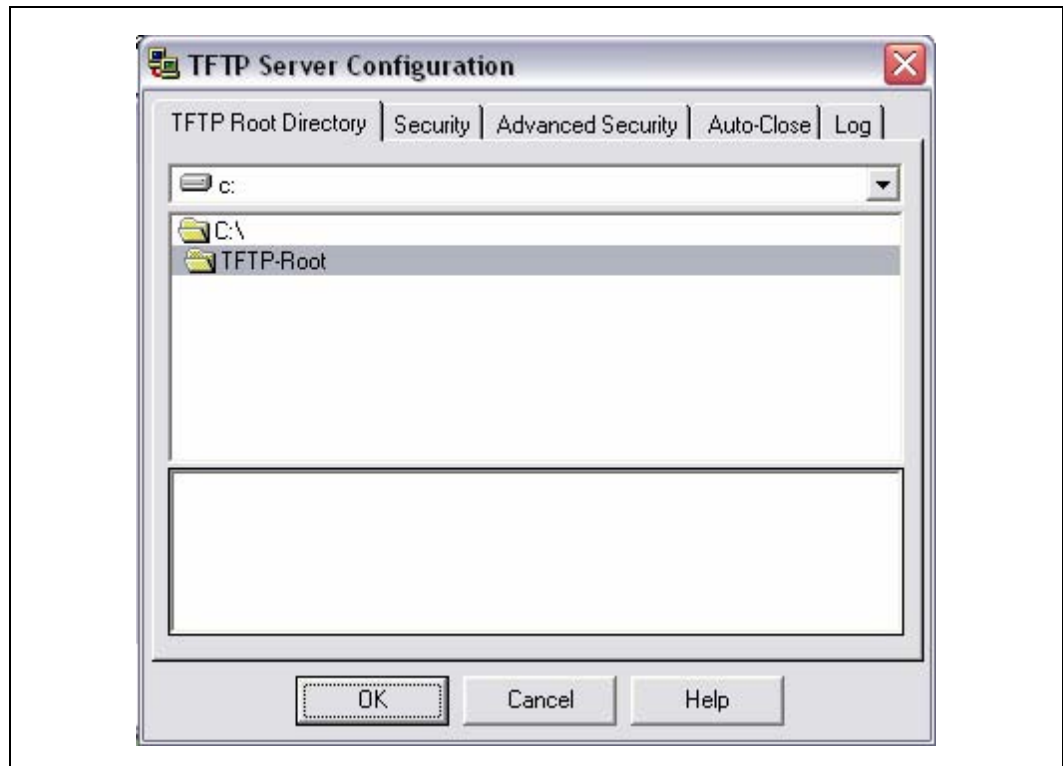 TFTP Server Configuration
TFTP Root Directory Security Advanced Security Auto-Close Log
c:
C:\
TFTP-Root
OK Cancel Help